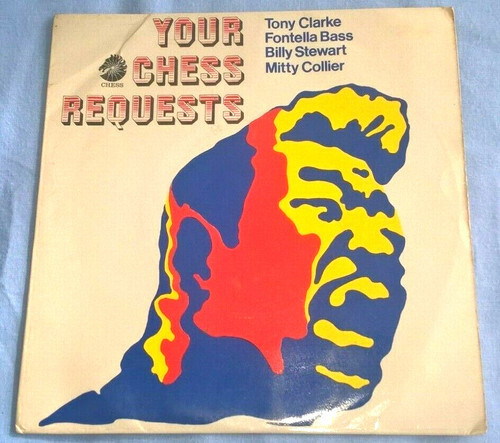 YOUR
CHESS
REQUESTS
CHESS
Tony Clarke
Fontella Bass
Billy Stewart
Mitty Collier